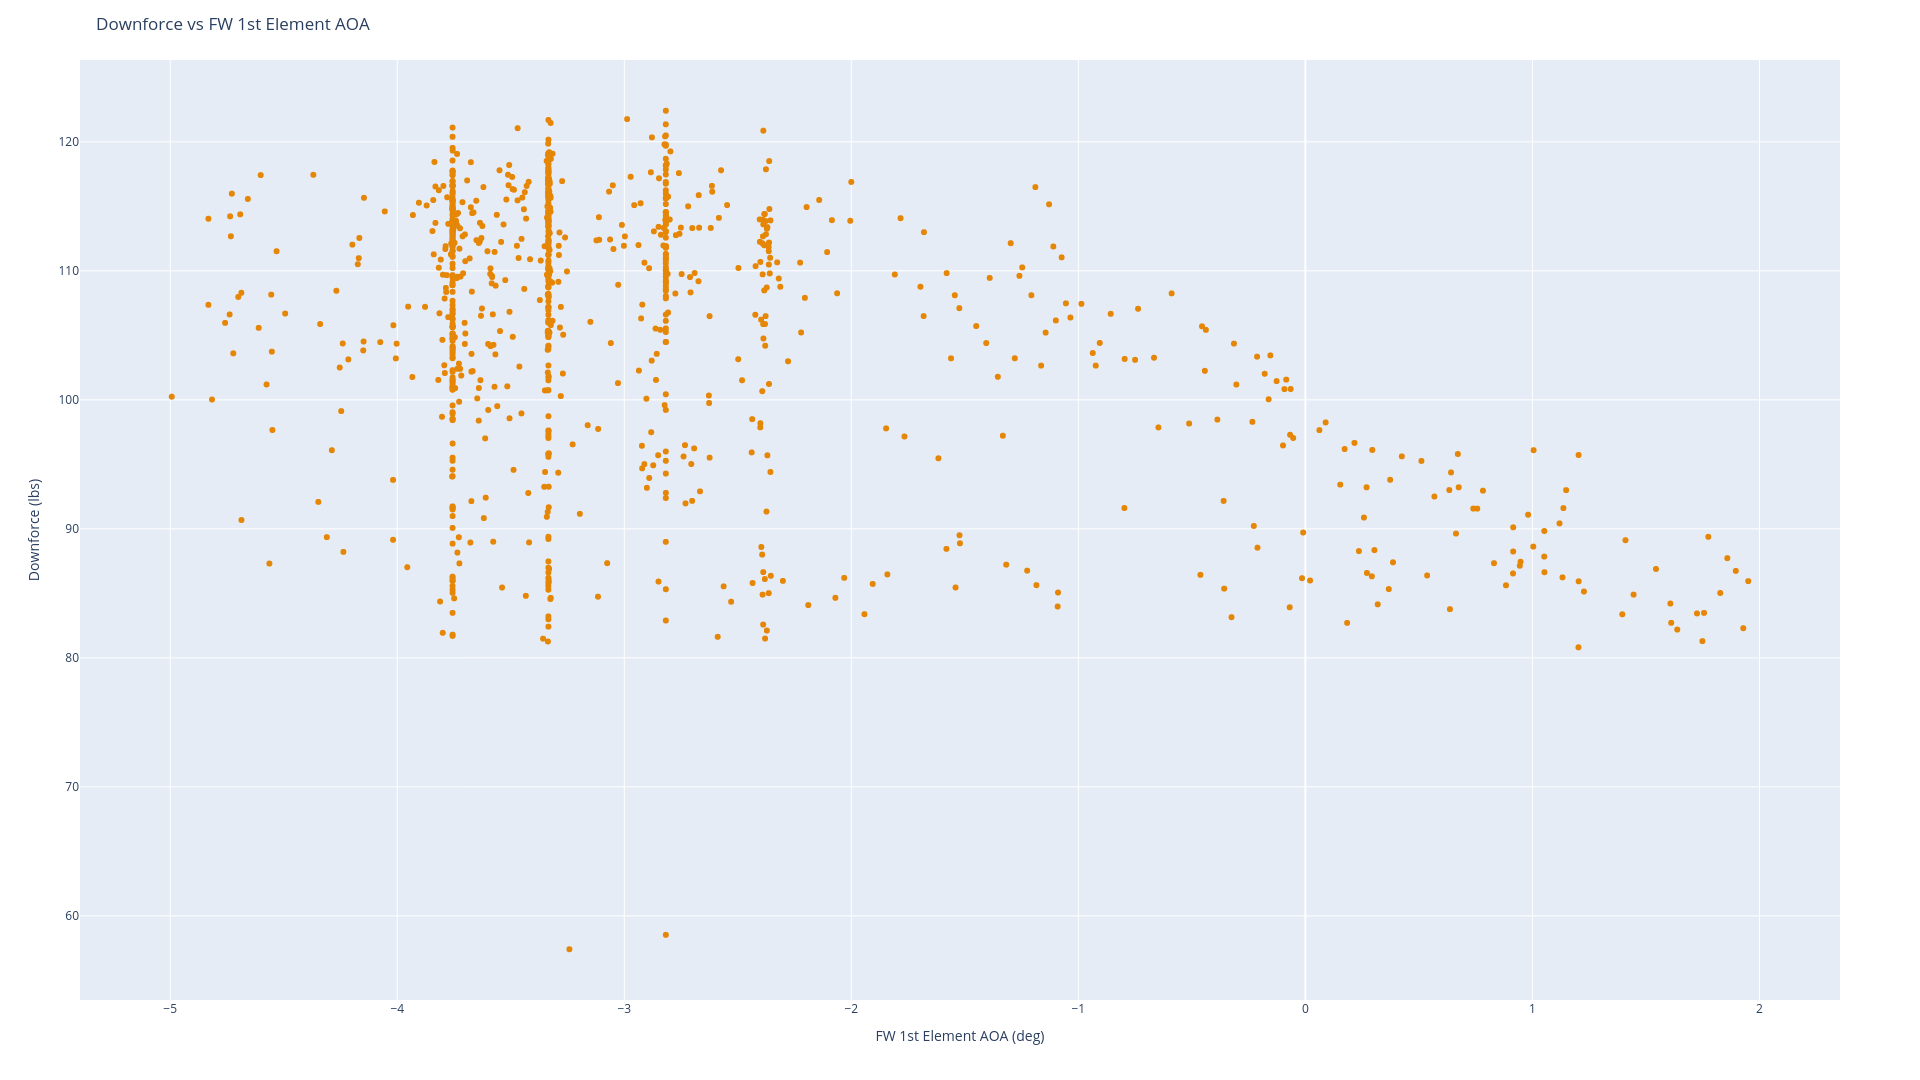 Downforce vs FW 1st Element AOA
120
110
100
90
80
70
60
Downforce (lbs)
−5 −4 −3 −2 −1 0 1 2
FW 1st Element AOA (deg)